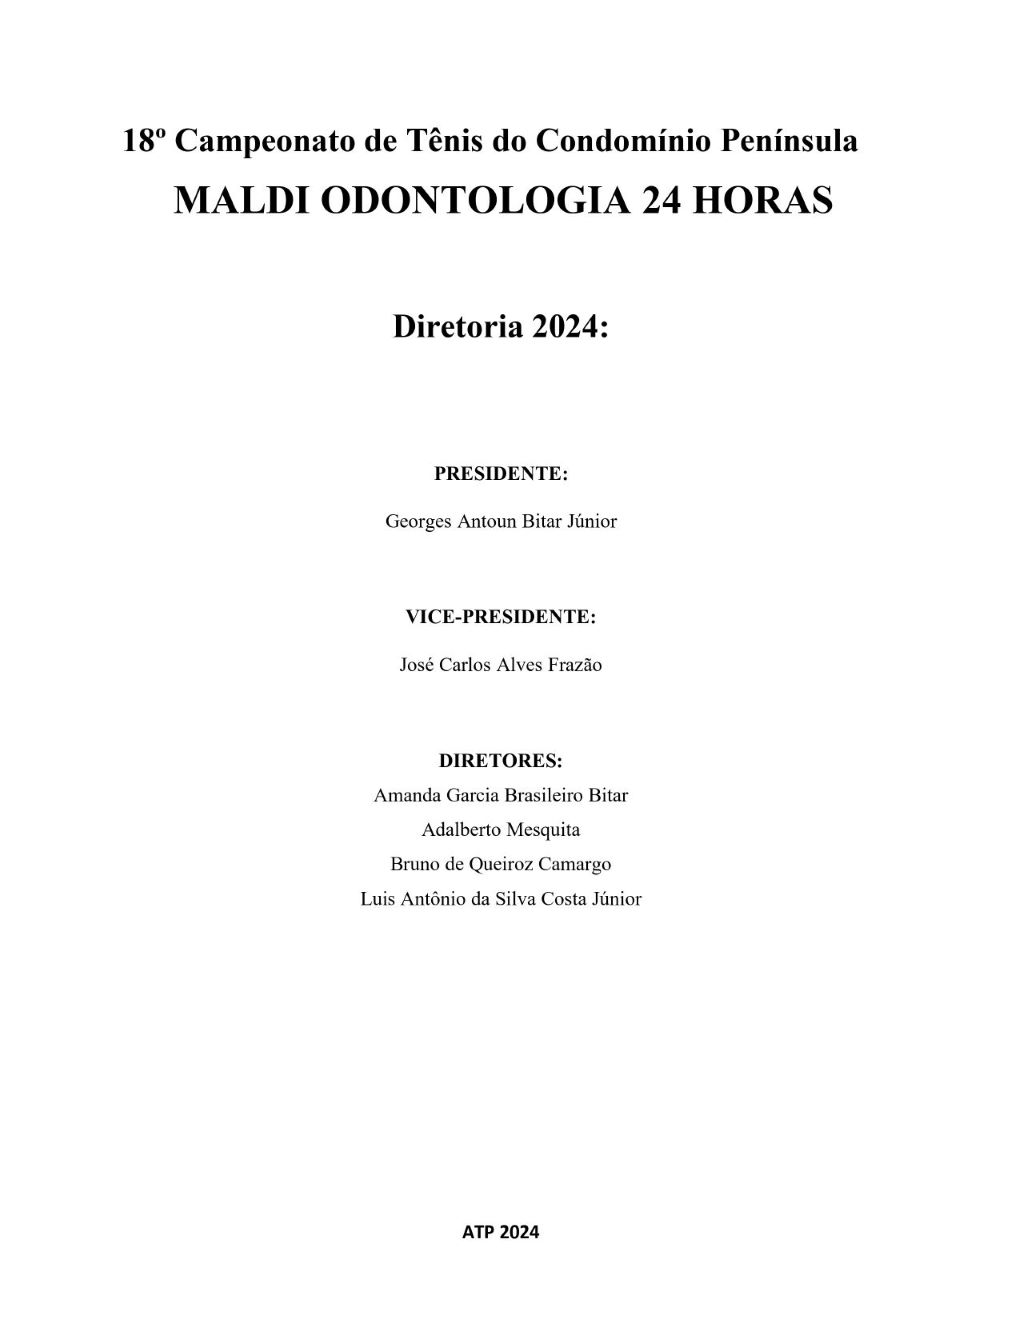 18º Campeonato de Tênis do Condomínio Península
MALDI ODONTOLOGIA 24 HORAS
Diretoria 2024:
PRESIDENTE:
Georges Antoun Bitar Júnior
VICE-PRESIDENTE:
José Carlos Alves Frazão
DIRETORES:
Amanda Garcia Brasileiro Bitar
Adalberto Mesquita
Bruno de Queiroz Camargo
Luis Antônio da Silva Costa Júnior
ATP 2024